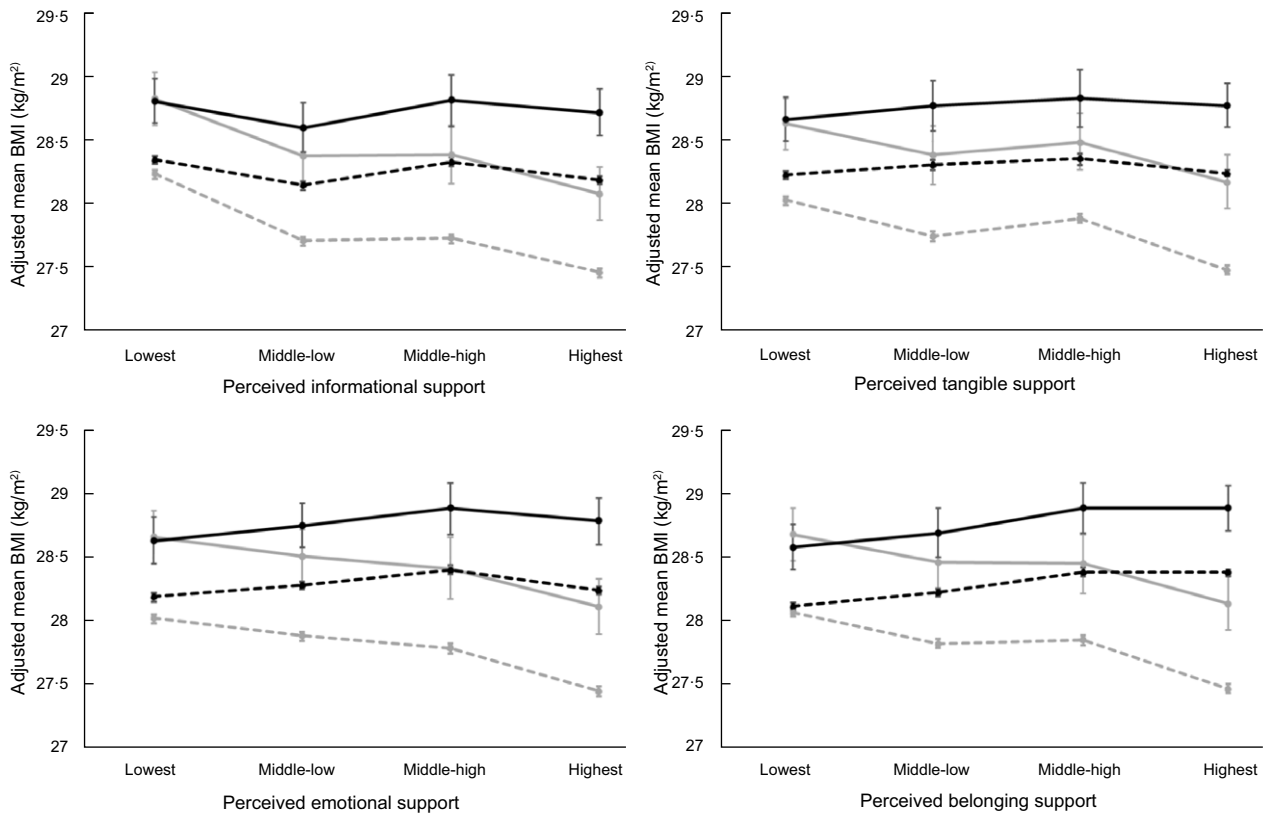 29·5
29
28·5
28
27·5
27
Adjusted mean BMI (kg/m²)
Lowest Middle-low Middle-high Highest
Perceived informational support
29·5
29
28·5
28
27·5
27
Adjusted mean BMI (kg/m²)
Lowest Middle-low Middle-high Highest
Perceived tangible support
29·5
29
28·5
28
27·5
27
Adjusted mean BMI (kg/m²)
Lowest Middle-low Middle-high Highest
Perceived emotional support
29·5
29
28·5
28
27·5
27
Adjusted mean BMI (kg/m²)
Lowest Middle-low Middle-high Highest
Perceived belonging support